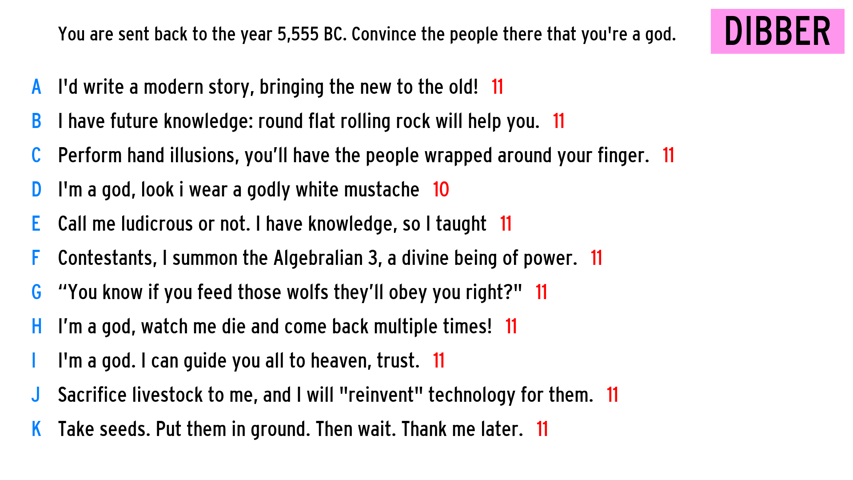 You are sent back to the year 5,555 BC. Convince the people there that you're a god.
DIBBER
A I'd write a modern story, bringing the new to the old! 11
B I have future knowledge: round flat rolling rock will help you. 11
C Perform hand illusions, you’ll have the people wrapped around your finger. 11
D I'm a god, look i wear a godly white mustache 10
E Call me ludicrous or not. I have knowledge, so I taught 11
F Contestants, I summon the Algebralian 3, a divine being of power. 11
G “You know if you feed those wolfs they’ll obey you right?" 11
H I’m a god, watch me die and come back multiple times! 11
I I'm a god. I can guide you all to heaven, trust. 11
J Sacrifice livestock to me, and I will "reinvent" technology for them. 11
K Take seeds. Put them in ground. Then wait. Thank me later. 11